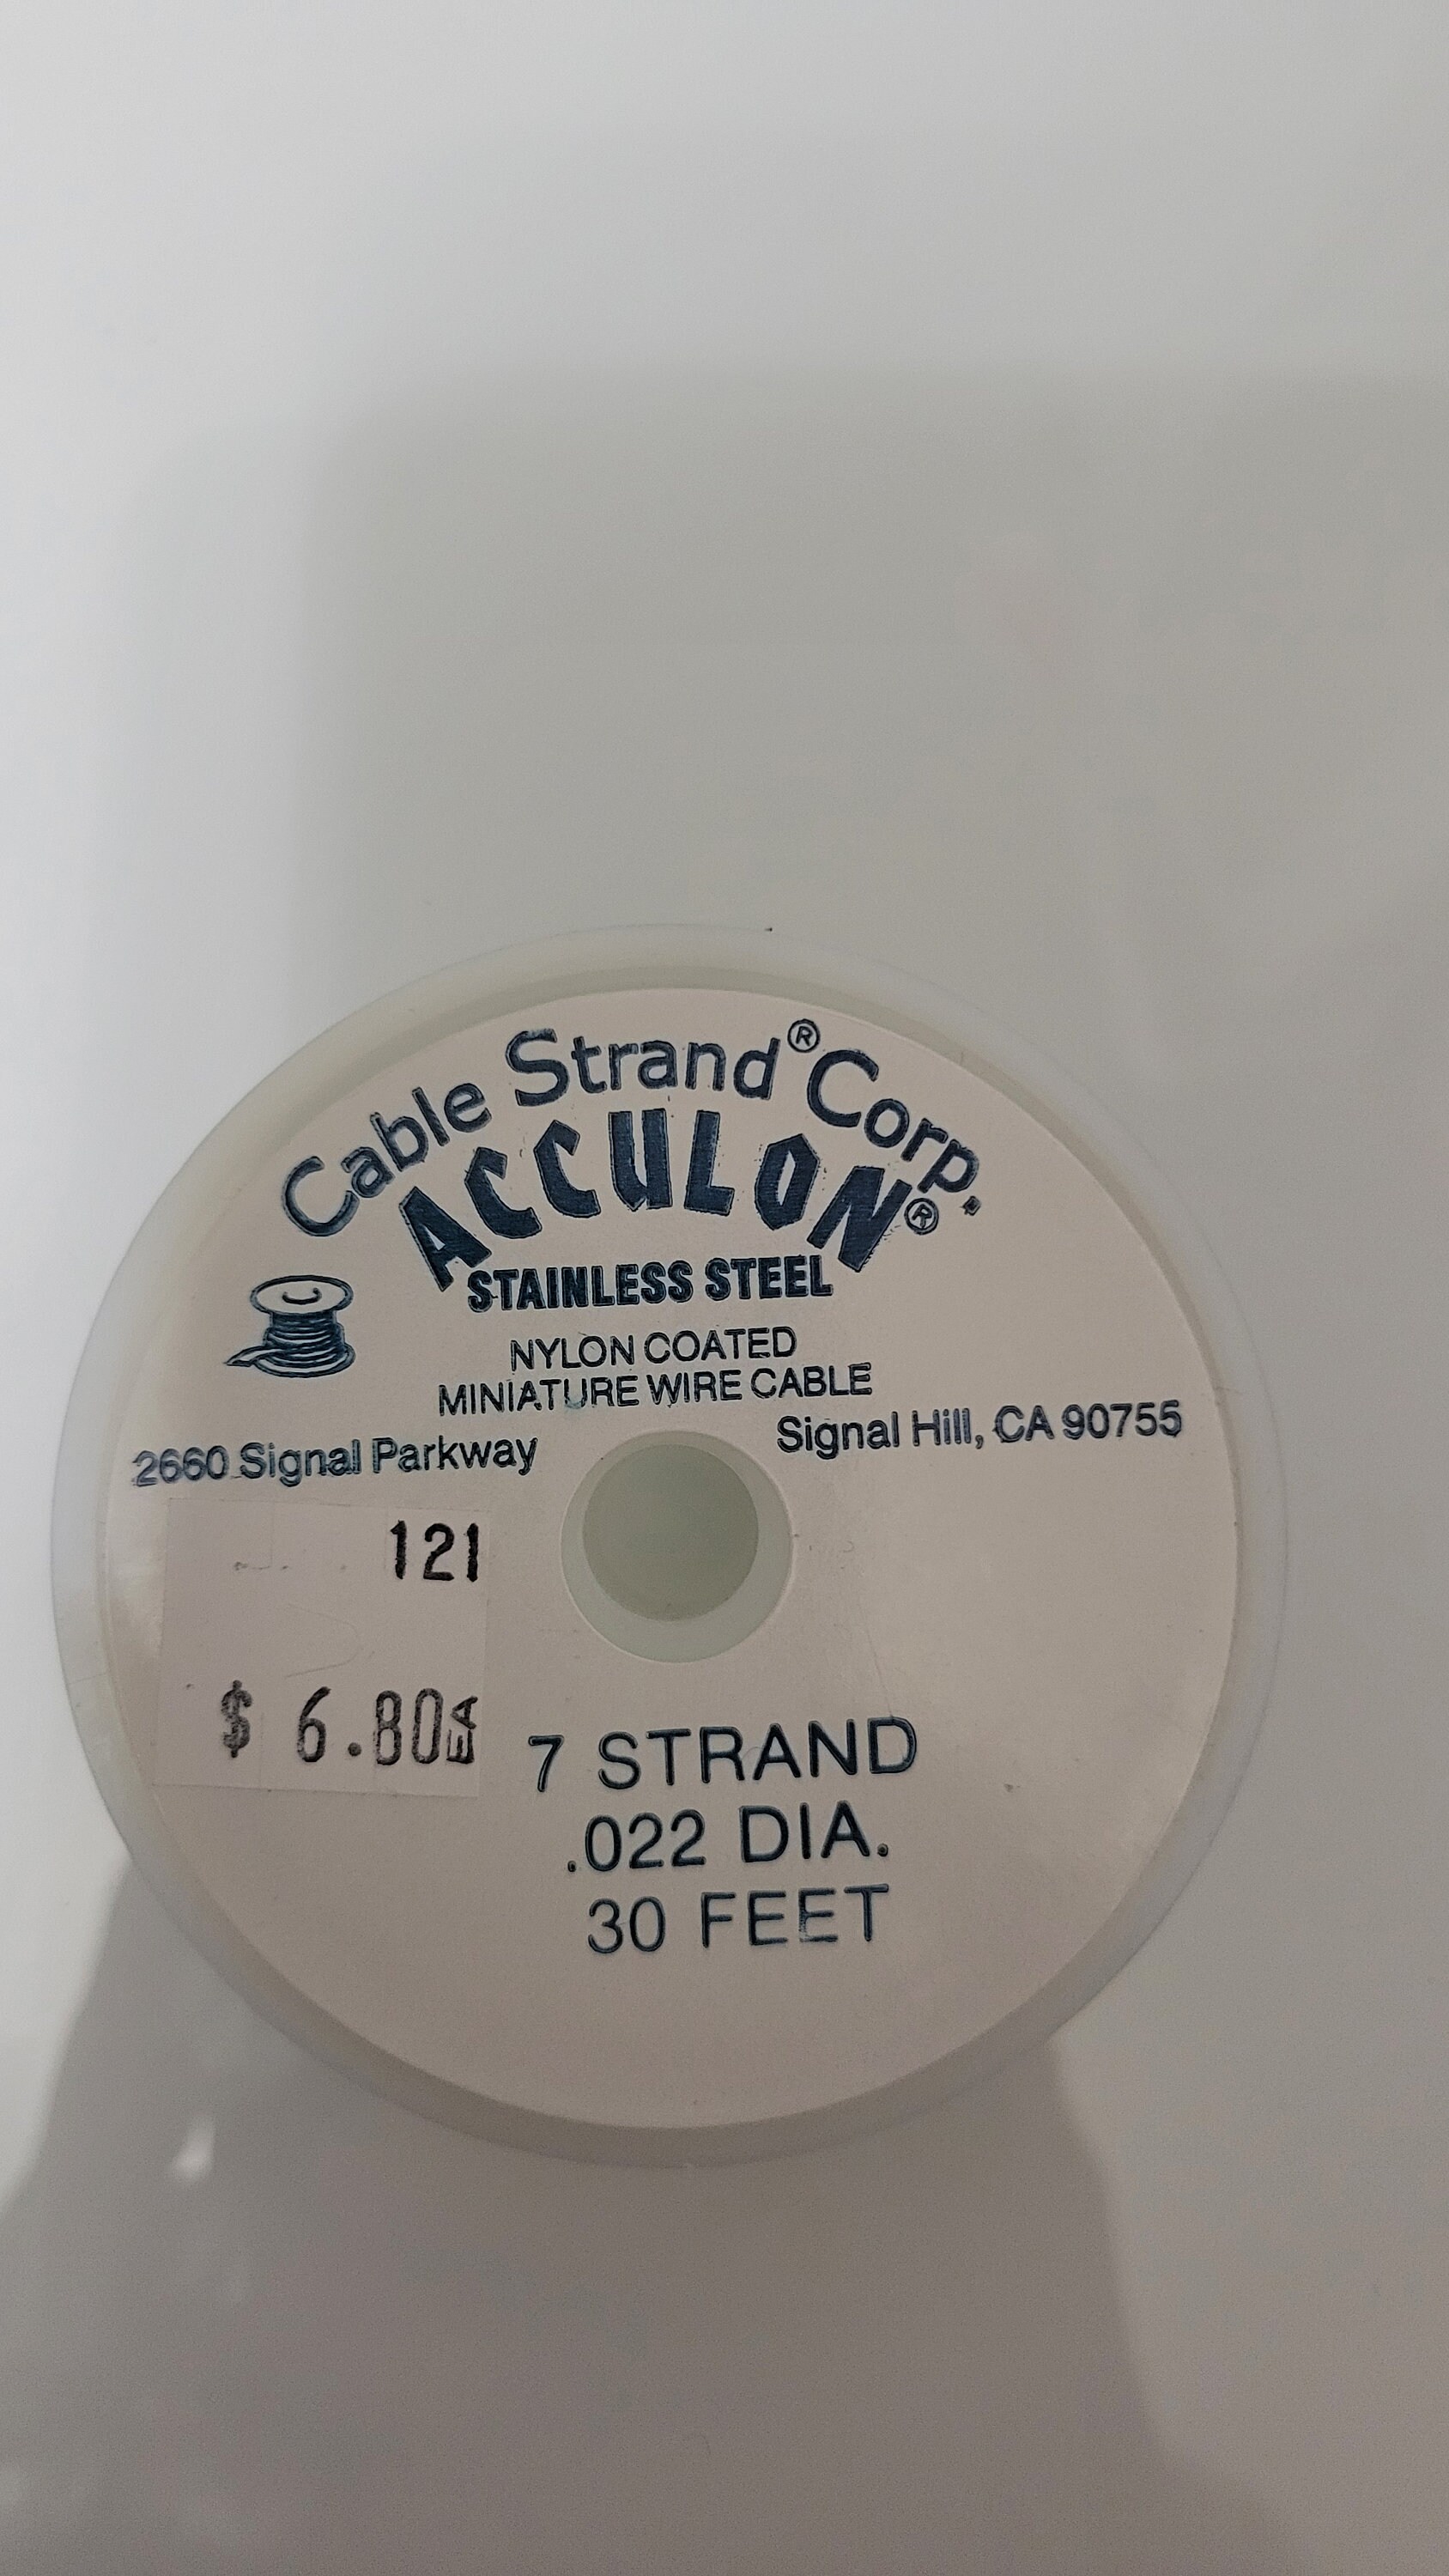 Cable Strand® Corp.
ACCULON®
STAINLESS STEEL
NYLON COATED
MINIATURE WIRE CABLE
2660 Signal Parkway
Signal Hill, CA 90755
121
$ 6.80EA
7 STRAND
.022 DIA.
30 FEET